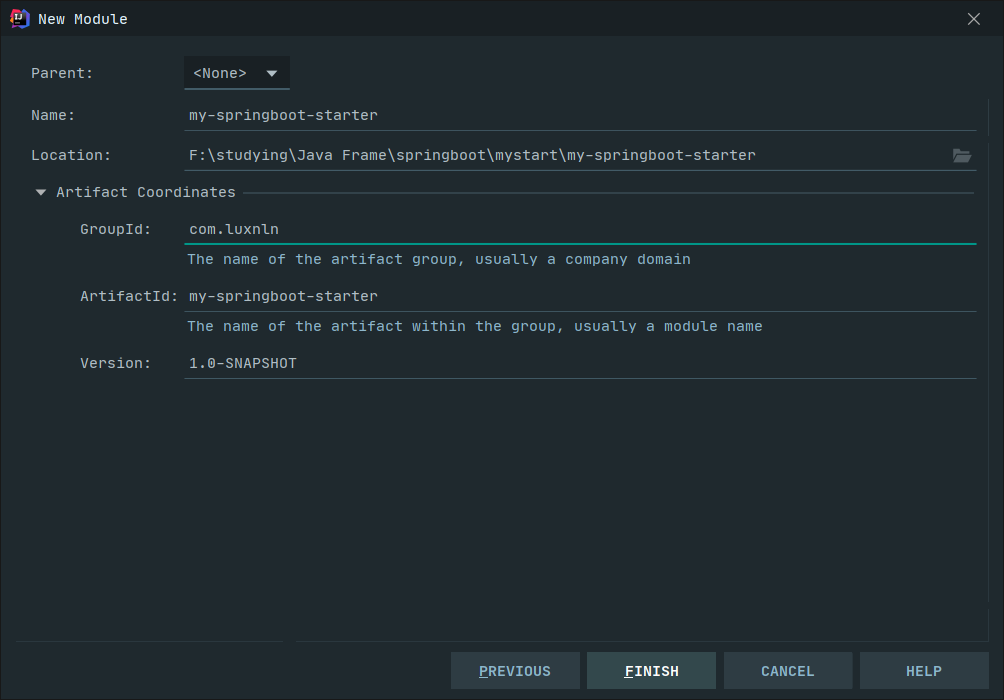 New Module
Parent: <None>
Name: my-springboot-starter
Location: F:\studying\Java Frame\springboot\mystart\my-springboot-starter
Artifact Coordinates
GroupId: com.luxnln
The name of the artifact group, usually a company domain
ArtifactId: my-springboot-starter
The name of the artifact within the group, usually a module name
Version: 1.0-SNAPSHOT
PREVIOUS FINISH CANCEL HELP